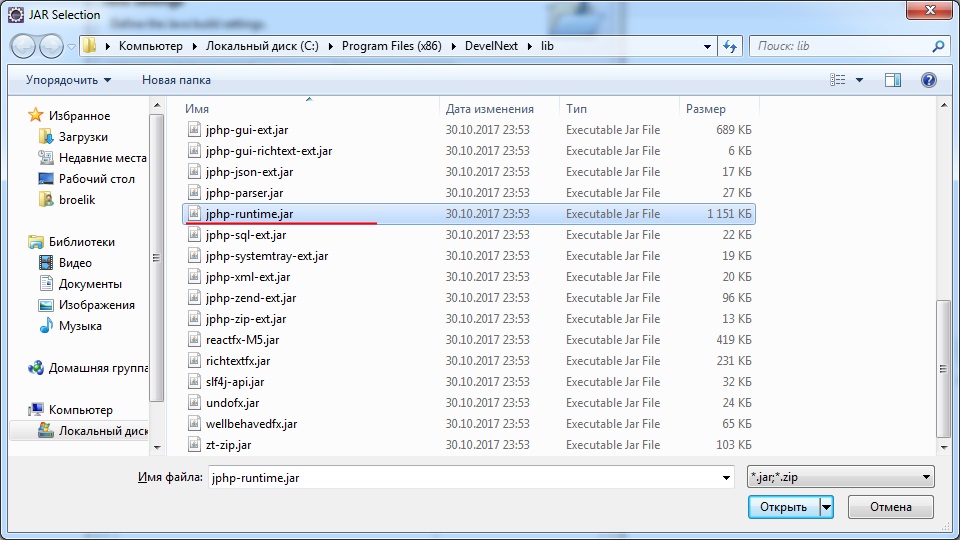 JAR Selection
Компьютер Локальный диск (C:) Program Files (x86) DevelNext lib
Поиск: lib
Упорядочить Новая папка
Избранное
Загрузки
Недавние места
Рабочий стол
broelik
Библиотеки
Видео
Документы
Изображения
Музыка
Домашняя группа
Компьютер
Локальный диск
Имя Дата изменения Тип Размер
jphp-gui-ext.jar 30.10.2017 23:53 Executable Jar File 689 КБ
jphp-gui-richtext-ext.jar 30.10.2017 23:53 Executable Jar File 6 КБ
jphp-json-ext.jar 30.10.2017 23:53 Executable Jar File 17 КБ
jphp-parser.jar 30.10.2017 23:53 Executable Jar File 27 КБ
jphp-runtime.jar 30.10.2017 23:53 Executable Jar File 1 151 КБ
jphp-sql-ext.jar 30.10.2017 23:53 Executable Jar File 22 КБ
jphp-systemtray-ext.jar 30.10.2017 23:53 Executable Jar File 19 КБ
jphp-xml-ext.jar 30.10.2017 23:53 Executable Jar File 20 КБ
jphp-zend-ext.jar 30.10.2017 23:53 Executable Jar File 96 КБ
jphp-zip-ext.jar 30.10.2017 23:53 Executable Jar File 13 КБ
reactfx-M5.jar 30.10.2017 23:53 Executable Jar File 419 КБ
richtextfx.jar 30.10.2017 23:53 Executable Jar File 231 КБ
slf4j-api.jar 30.10.2017 23:53 Executable Jar File 32 КБ
undofx.jar 30.10.2017 23:53 Executable Jar File 24 КБ
wellbehavedfx.jar 30.10.2017 23:53 Executable Jar File 65 КБ
zt-zip.jar 30.10.2017 23:53 Executable Jar File 103 КБ
Имя файла: jphp-runtime.jar *.jar;*.zip
Открыть Отмена